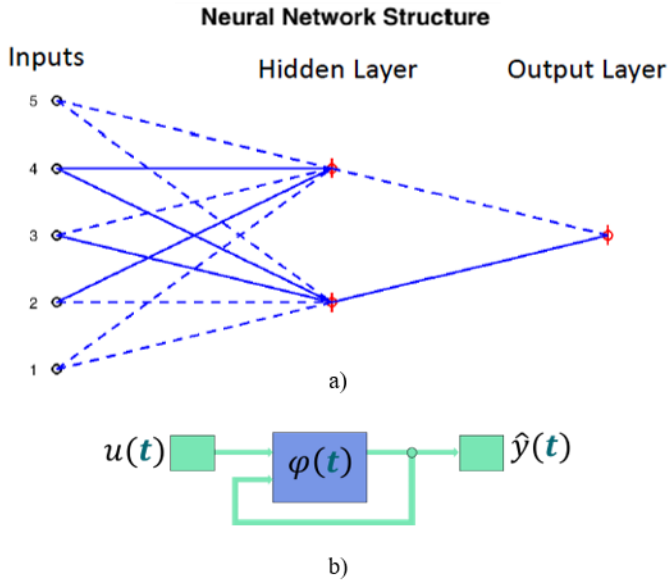 Neural Network Structure
Inputs
Hidden Layer
Output Layer
5
4
3
2
1
a)
u(t)
φ(t)
ŷ(t)
b)